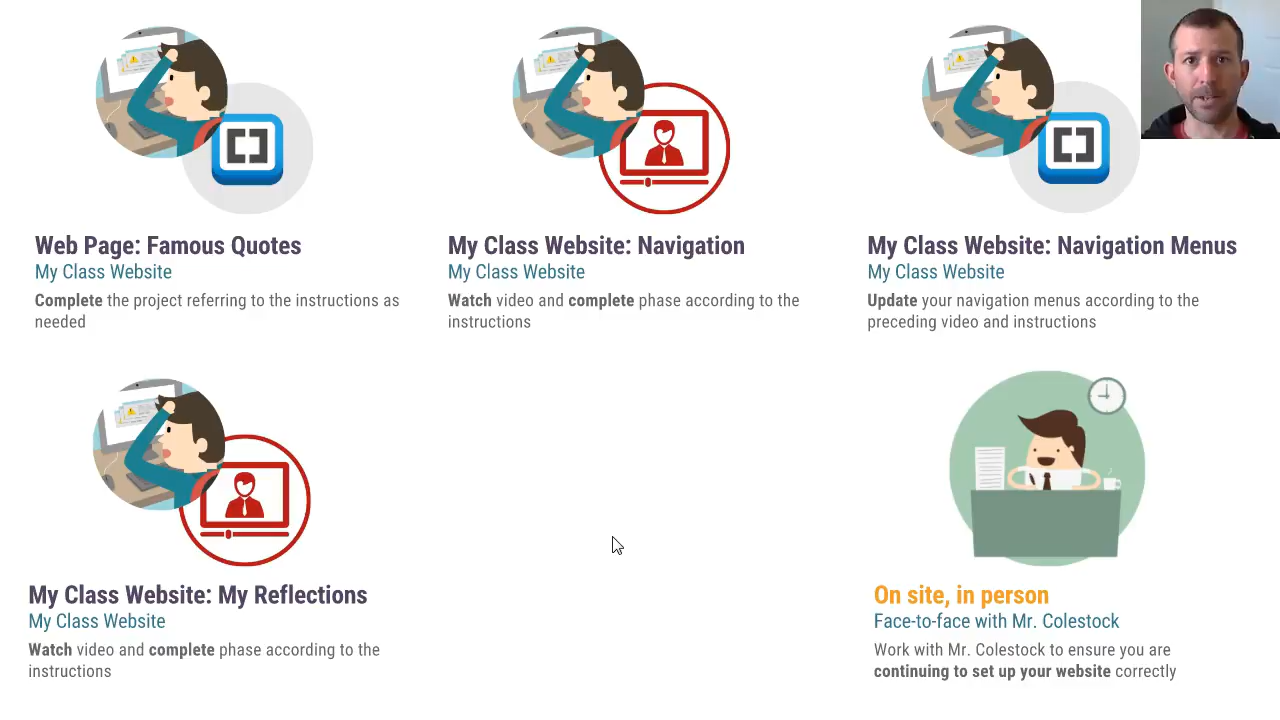 Web Page: Famous Quotes
My Class Website
Complete the project referring to the instructions as
needed
My Class Website: Navigation
My Class Website
Watch video and complete phase according to the
instructions
My Class Website: Navigation Menus
My Class Website
Update your navigation menus according to the
preceding video and instructions
My Class Website: My Reflections
My Class Website
Watch video and complete phase according to the
instructions
On site, in person
Face-to-face with Mr. Colestock
Work with Mr. Colestock to ensure you are
continuing to set up your website correctly